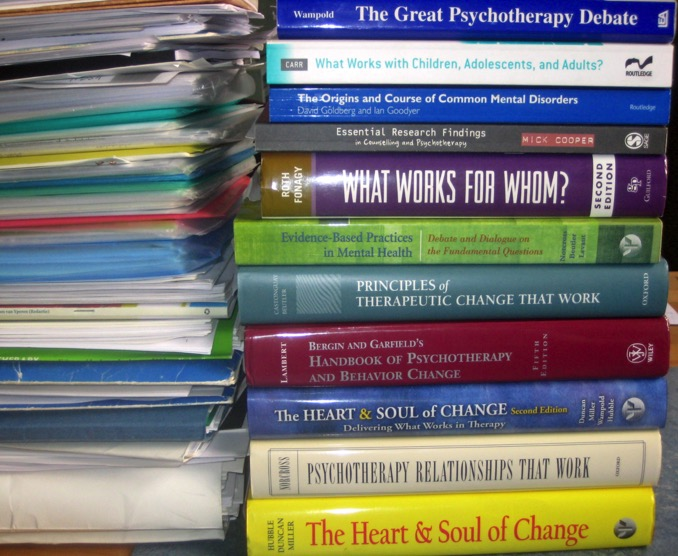 Wampold
The Great Psychotherapy Debate
CARR
What Works with Children, Adolescents, and Adults?
ROUTLEDGE
The Origins and Course of Common Mental Disorders
David Goldberg and Ian Goodyer
Routledge
Essential Research Findings
in Counselling and Psychotherapy
MICK COOPER
SAGE
ROTH
FONAGY
WHAT WORKS FOR WHOM?
SECOND
EDITION
GUILFORD
Evidence-Based Practices
in Mental Health
Debate and Dialogue on
the Fundamental Questions
Norcross
Beutler
Levant
CASTONGUAY
BEUTLER
PRINCIPLES of
THERAPEUTIC CHANGE THAT WORK
OXFORD
LAMBERT
BERGIN AND GARFIELD'S
HANDBOOK OF PSYCHOTHERAPY
AND BEHAVIOR CHANGE
FIFTH
EDITION
WILEY
The HEART & SOUL of CHANGE Second Edition
Delivering What Works in Therapy
Duncan
Miller
Wampold
Hubble
NORCROSS
PSYCHOTHERAPY RELATIONSHIPS THAT WORK
OXFORD
HUBBLE
DUNCAN
MILLER
The Heart & Soul of Change